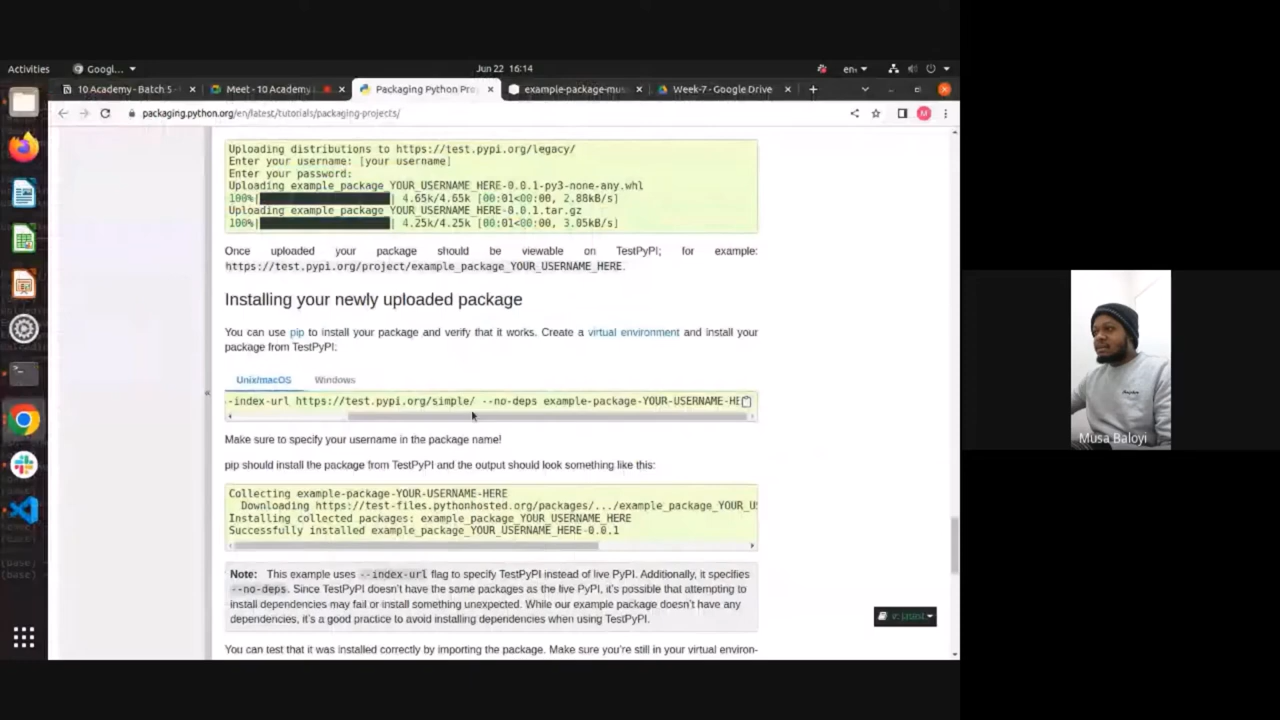 Activities
Googl...
Jun 22 16:14
en
10 Academy - Batch 5 -
Meet - 10 Academy
Packaging Python Pro
example-package-mus
Week-7 - Google Drive
packaging.python.org/en/latest/tutorials/packaging-projects/
M
Uploading distributions to https://test.pypi.org/legacy/
Enter your username: [your username]
Enter your password:
Uploading example_package_YOUR_USERNAME_HERE-0.0.1-py3-none-any.whl
100%| | 4.65k/4.65k [00:01<00:00, 2.88kB/s]
Uploading example_package_YOUR_USERNAME_HERE-0.0.1.tar.gz
100%| | 4.25k/4.25k [00:01<00:00, 3.05kB/s]
Once uploaded your package should be viewable on TestPyPI; for example:
https://test.pypi.org/project/example_package_YOUR_USERNAME_HERE.
Installing your newly uploaded package
You can use pip to install your package and verify that it works. Create a virtual environment and install your
package from TestPyPI:
Unix/macOS Windows
-index-url https://test.pypi.org/simple/ --no-deps example-package-YOUR-USERNAME-HE
Make sure to specify your username in the package name!
pip should install the package from TestPyPI and the output should look something like this:
Collecting example-package-YOUR-USERNAME-HERE
Downloading https://test-files.pythonhosted.org/packages/.../example_package_YOUR_U
Installing collected packages: example_package_YOUR_USERNAME_HERE
Successfully installed example_package_YOUR_USERNAME_HERE-0.0.1
Note: This example uses --index-url flag to specify TestPyPI instead of live PyPI. Additionally, it specifies
--no-deps. Since TestPyPI doesn't have the same packages as the live PyPI, it's possible that attempting to
install dependencies may fail or install something unexpected. While our example package doesn't have any
dependencies, it's a good practice to avoid installing dependencies when using TestPyPI.
You can test that it was installed correctly by importing the package. Make sure you're still in your virtual environ-
v: latest
Musa Baloyi